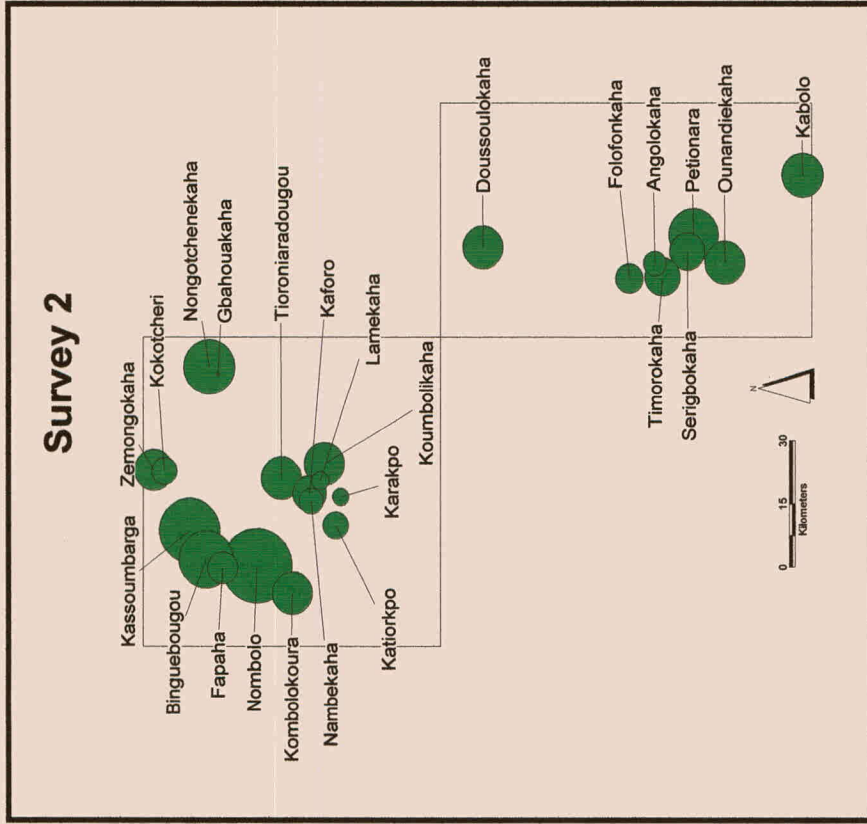 Survey 2
Zemongokaha
Kokotcheri
Nongotchenekaha
Gbahouakaha
Kassoumbarga
Binguebougou
Fapaha
Nombolo
Kombolokoura
Nambekaha
Katiorkpo
Karakpo
Koumbolikaha
Lamekaha
Kaforo
Tioroniaradougou
Doussoulokaha
Folofonkaha
Angolokaha
Petionara
Ounandiekaha
Kabolo
Timorokaha
Serigbokaha
N
0 15 30
Kilometers